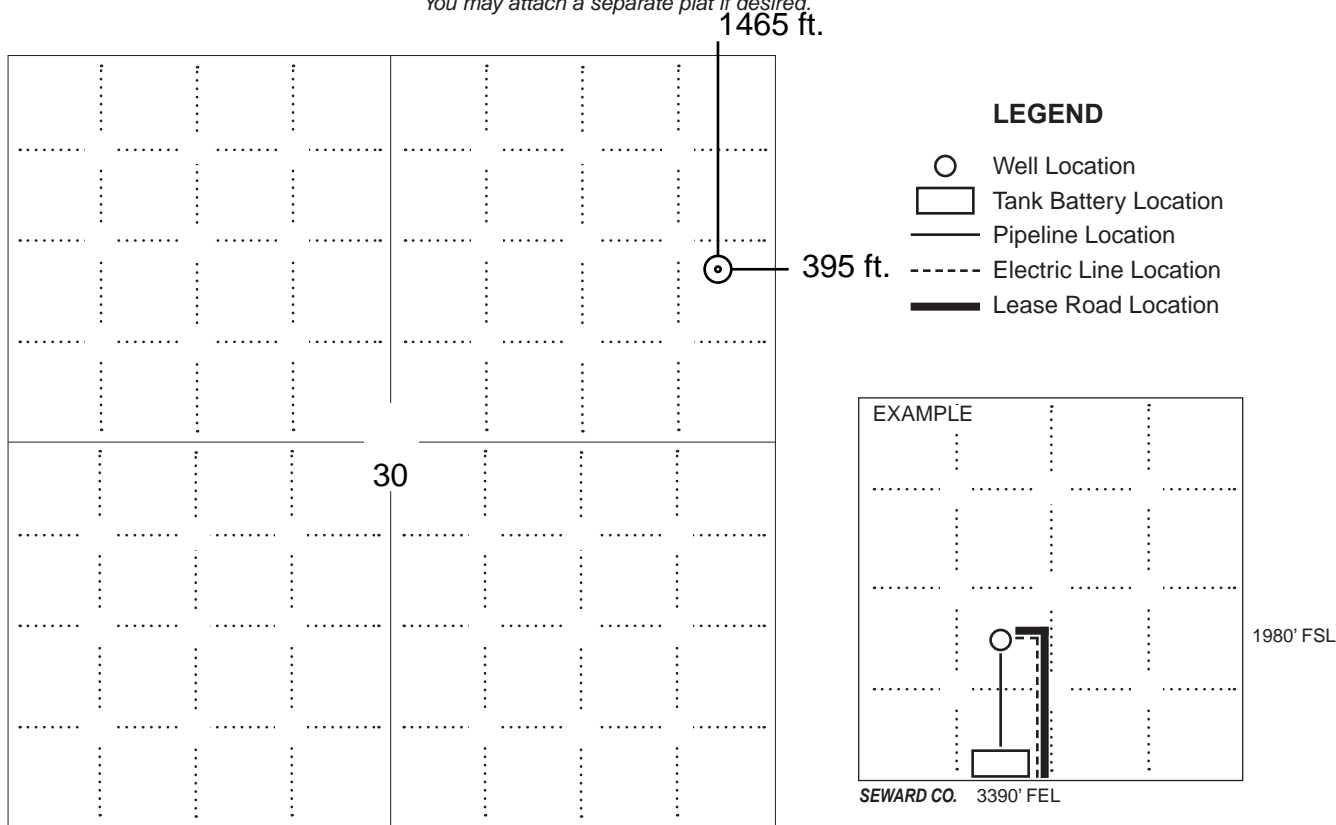 You may attach a separate plat if desired.
1465 ft.
395 ft.
LEGEND
Well Location
Tank Battery Location
Pipeline Location
Electric Line Location
Lease Road Location
30
EXAMPLE
1980' FSL
SEWARD CO. 3390' FEL